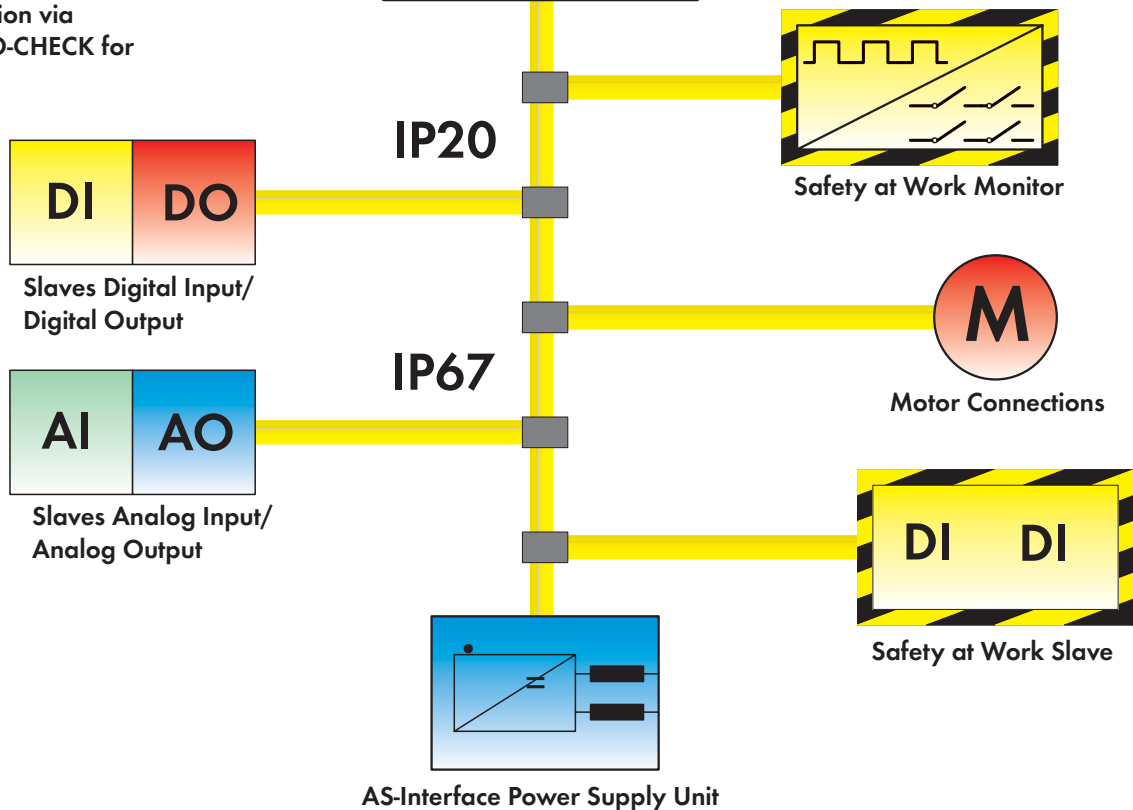 ion via
O-CHECK for
IP20
Safety at Work Monitor
DI DO
Slaves Digital Input/
Digital Output
M
Motor Connections
IP67
AI AO
Slaves Analog Input/
Analog Output
DI DI
Safety at Work Slave
AS-Interface Power Supply Unit